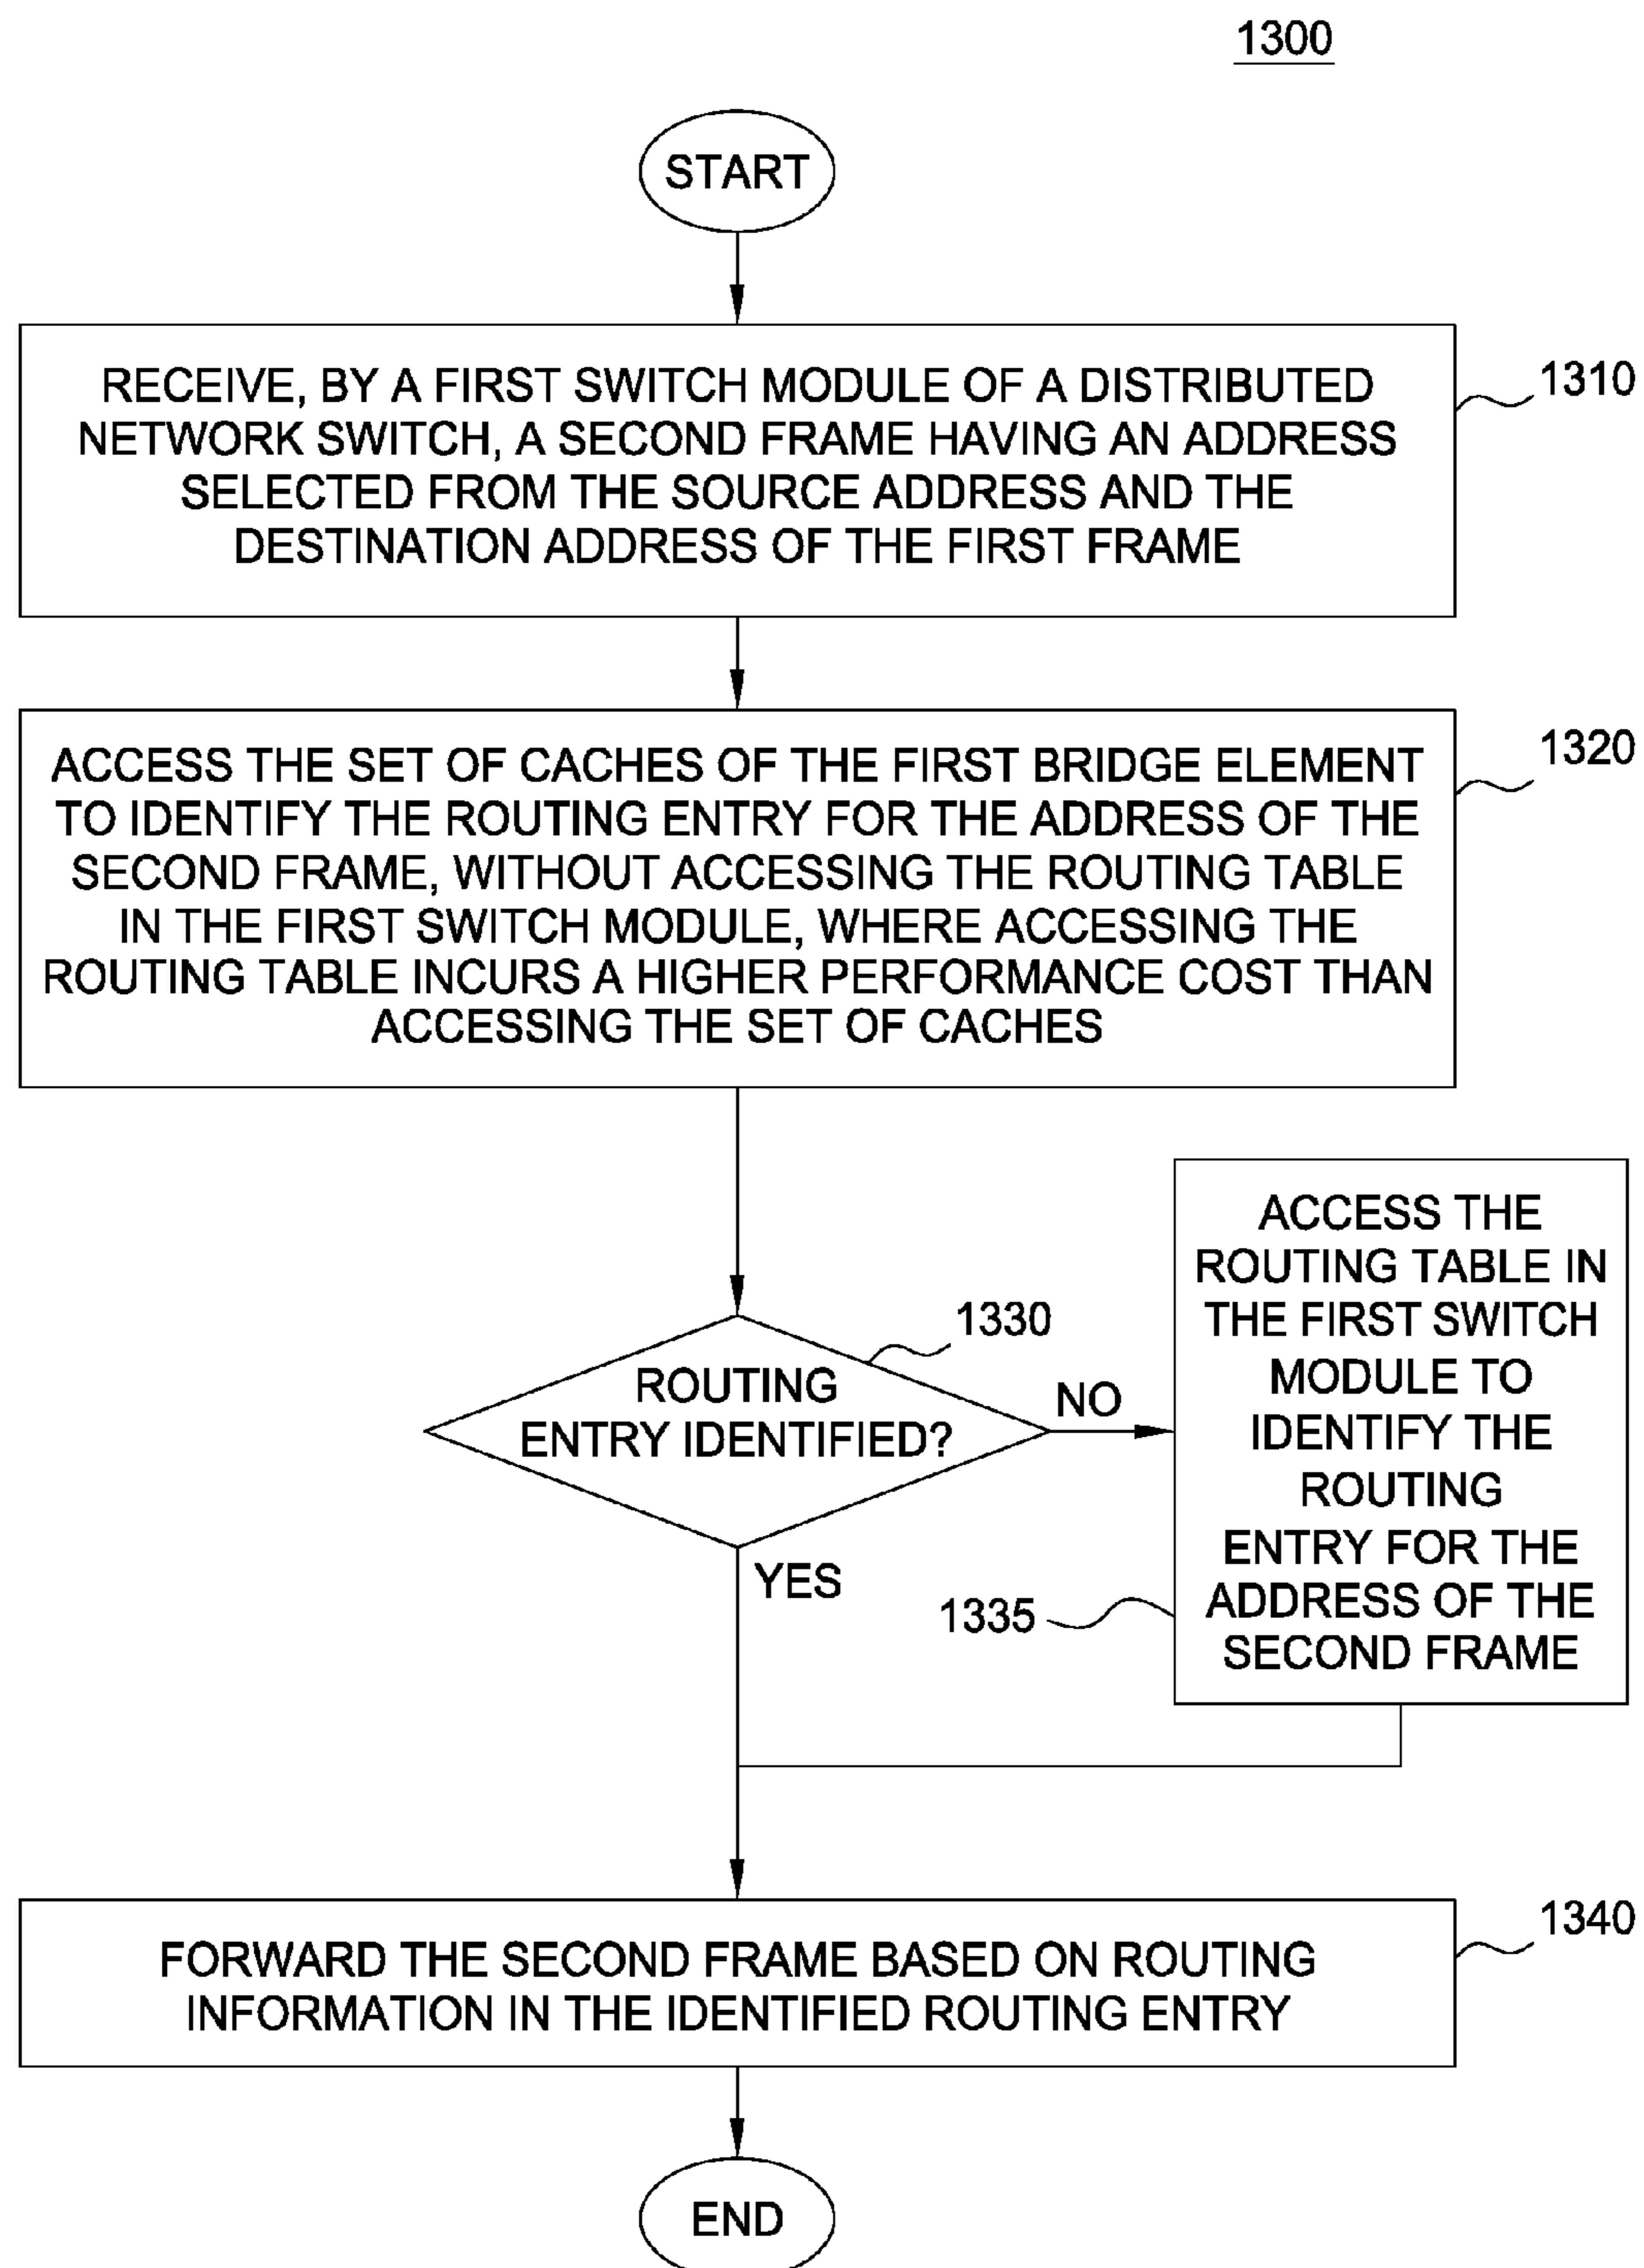 1300
START
RECEIVE, BY A FIRST SWITCH MODULE OF A DISTRIBUTED
NETWORK SWITCH, A SECOND FRAME HAVING AN ADDRESS
SELECTED FROM THE SOURCE ADDRESS AND THE
DESTINATION ADDRESS OF THE FIRST FRAME
1310
ACCESS THE SET OF CACHES OF THE FIRST BRIDGE ELEMENT
TO IDENTIFY THE ROUTING ENTRY FOR THE ADDRESS OF THE
SECOND FRAME, WITHOUT ACCESSING THE ROUTING TABLE
IN THE FIRST SWITCH MODULE, WHERE ACCESSING THE
ROUTING TABLE INCURS A HIGHER PERFORMANCE COST THAN
ACCESSING THE SET OF CACHES
1320
ROUTING
ENTRY IDENTIFIED?
1330
NO
YES
ACCESS THE
ROUTING TABLE IN
THE FIRST SWITCH
MODULE TO
IDENTIFY THE
ROUTING
ENTRY FOR THE
ADDRESS OF THE
SECOND FRAME
1335
FORWARD THE SECOND FRAME BASED ON ROUTING
INFORMATION IN THE IDENTIFIED ROUTING ENTRY
1340
END